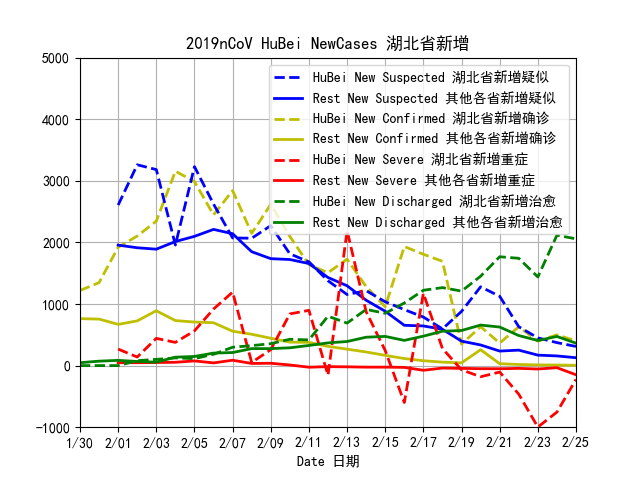 2019nCoV HuBei NewCases 湖北省新增
5000
4000
3000
2000
1000
0
-1000
HuBei New Suspected 湖北省新增疑似
Rest New Suspected 其他各省新增疑似
HuBei New Confirmed 湖北省新增确诊
Rest New Confirmed 其他各省新增确诊
HuBei New Severe 湖北省新增重症
Rest New Severe 其他各省新增重症
HuBei New Discharged 湖北省新增治愈
Rest New Discharged 其他各省新增治愈
1/30 2/01 2/03 2/05 2/07 2/09 2/11 2/13 2/15 2/17 2/19 2/21 2/23 2/25
Date 日期